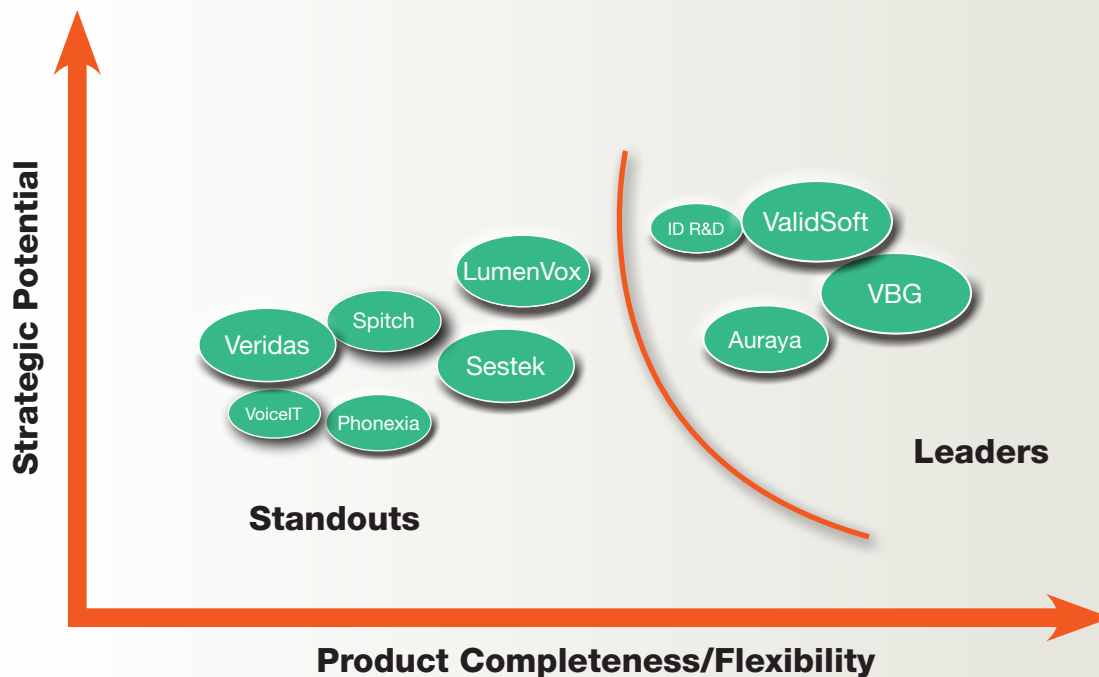 Strategic Potential
ID R&D
ValidSoft
LumenVox
VBG
Spitch
Veridas
Auraya
Sestek
VoiceIT
Phonexia
Leaders
Standouts
Product Completeness/Flexibility